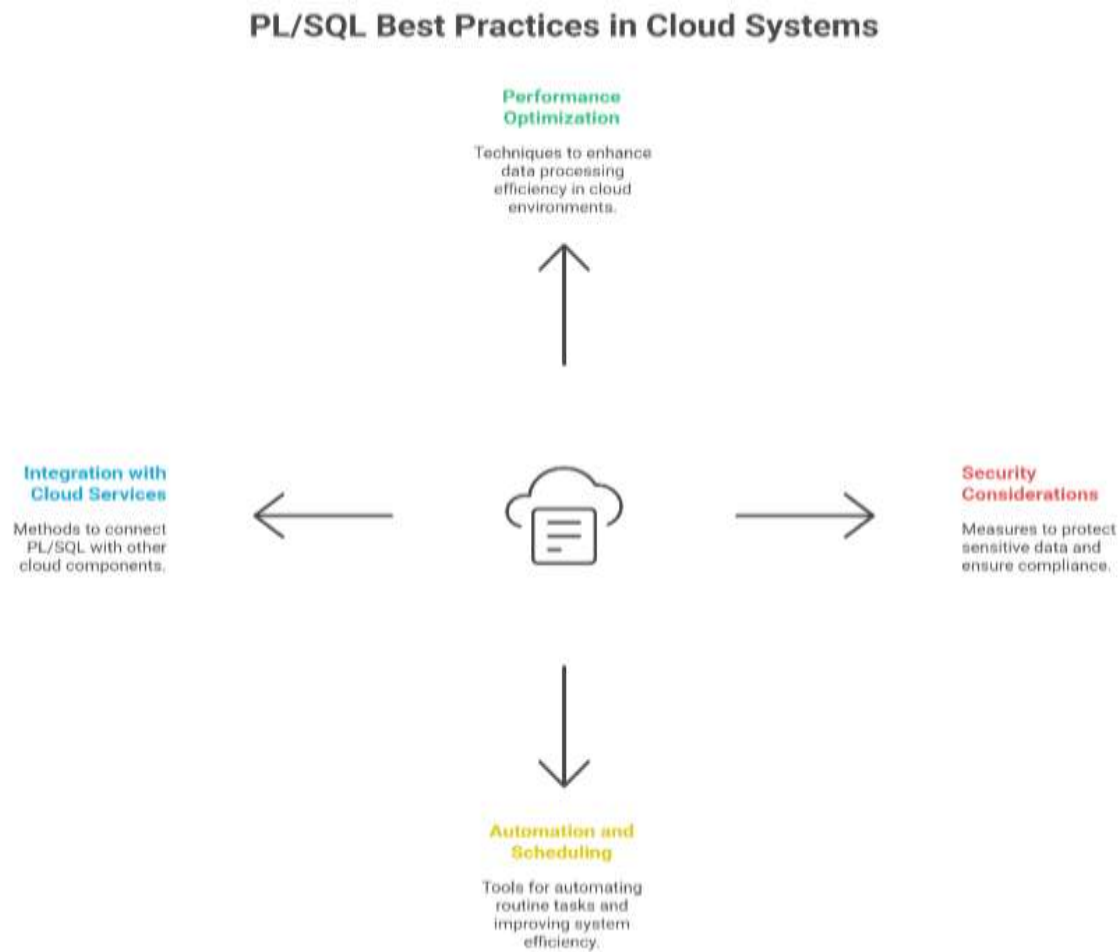 PL/SQL Best Practices in Cloud Systems
Performance
Optimization
Techniques to enhance
data processing
efficiency in cloud
environments.
Integration with
Cloud Services
Methods to connect
PL/SQL with other
cloud components.
Security
Considerations
Measures to protect
sensitive data and
ensure compliance.
Automation and
Scheduling
Tools for automating
routine tasks and
improving system
efficiency.